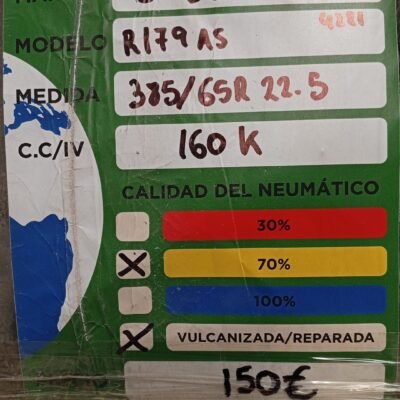 4221
MODELO R179 AS
MEDIDA 385/65R 22.5
C.C/IV 160 K
CALIDAD DEL NEUMÁTICO
30%
X 70%
100%
X VULCANIZADA/REPARADA
150€